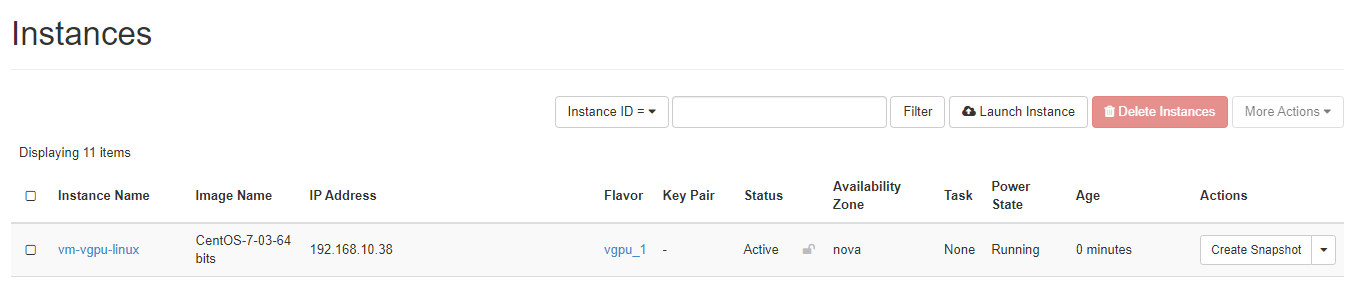 Instances
Instance ID = Filter Launch Instance Delete Instances More Actions
Displaying 11 items
Instance Name Image Name IP Address Flavor Key Pair Status Availability Zone Task Power State Age Actions
vm-vgpu-linux CentOS-7-03-64 bits 192.168.10.38 vgpu_1 - Active nova None Running 0 minutes Create Snapshot